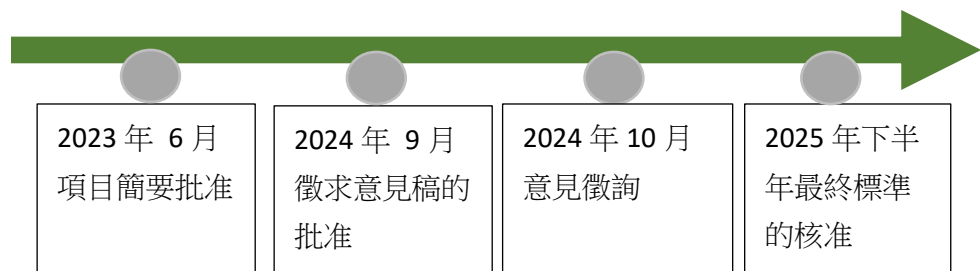 2023 年 6 月
項目簡要批准
2024 年 9 月
徵求意見稿的
批准
2024 年 10 月
意見徵詢
2025 年下半
年最終標準
的核准